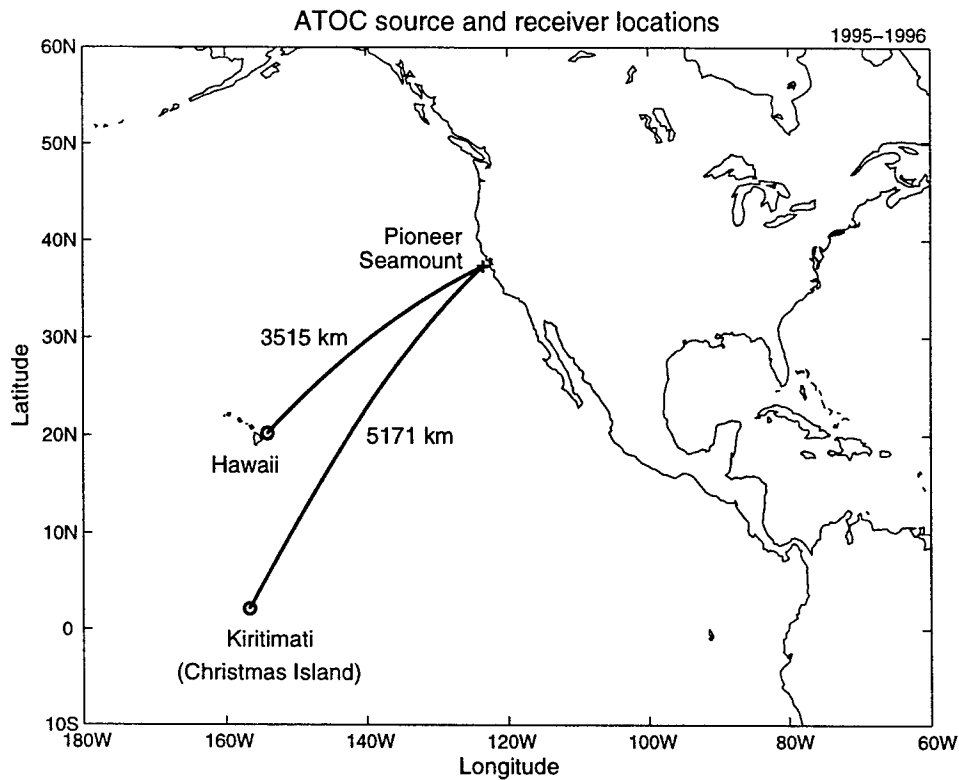 ATOC source and receiver locations
1995–1996
60N
50N
40N
30N
20N
10N
0
10S
Latitude
Pioneer
Seamount
3515 km
5171 km
Hawaii
Kiritimati
(Christmas Island)
180W
160W
140W
120W
100W
80W
60W
Longitude